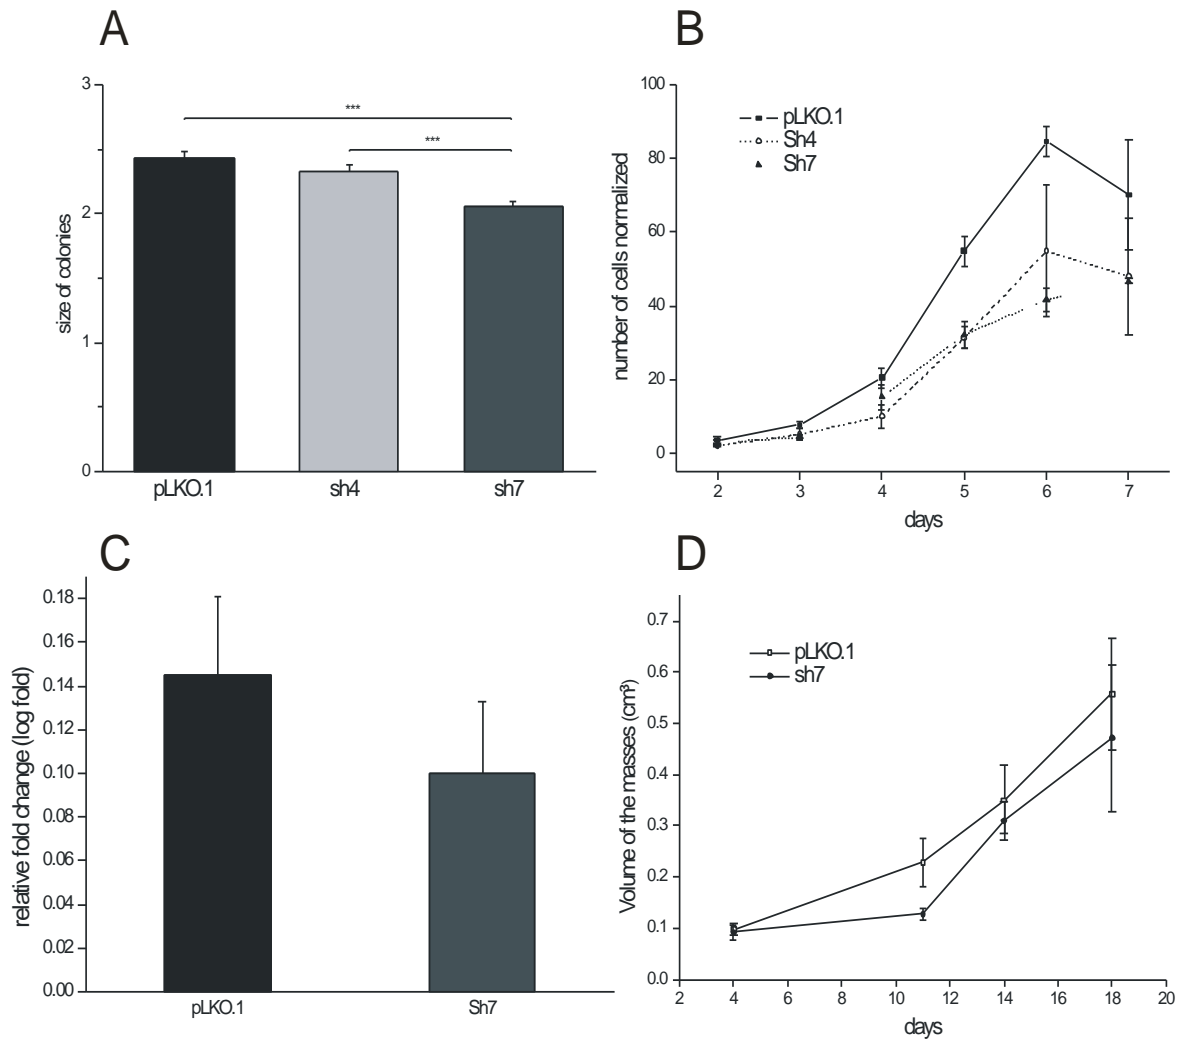 A
3
2
1
0
size of colonies
***
***
pLKO.1
sh4
sh7
B
100
80
60
40
20
0
number of cells normalized
pLKO.1
Sh4
Sh7
2
3
4
5
6
7
days
C
0.18
0.16
0.14
0.12
0.10
0.08
0.06
0.04
0.02
0.00
relative fold change (log fold)
pLKO.1
Sh7
D
0.7
0.6
0.5
0.4
0.3
0.2
0.1
0.0
Volume of the masses (cm³)
pLKO.1
sh7
2
4
6
8
10
12
14
16
18
20
days